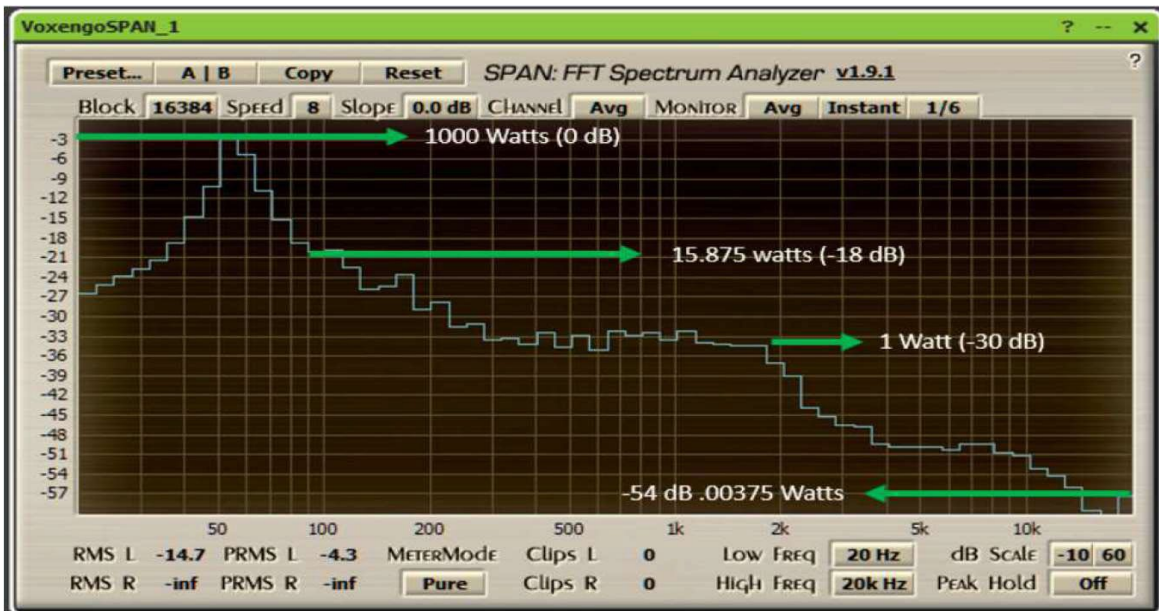 VoxengoSPAN_1 ? -- ×
?
Preset... A | B Copy Reset SPAN: FFT Spectrum Analyzer v1.9.1
Block 16384 Speed 8 Slope 0.0 dB Channel Avg Monitor Avg Instant 1/6
1000 Watts (0 dB)
-3
-6
-9
-12
-15
-18
15.875 watts (-18 dB)
-21
-24
-27
-30
-33
1 Watt (-30 dB)
-36
-39
-42
-45
-48
-51
-54
-57
-54 dB .00375 Watts
50 100 200 500 1k 2k 5k 10k
RMS L -14.7 PRMS L -4.3 MeterMode Clips L 0 Low Freq 20 Hz dB Scale -10 60
RMS R -inf PRMS R -inf Pure Clips R 0 High Freq 20k Hz Peak Hold Off